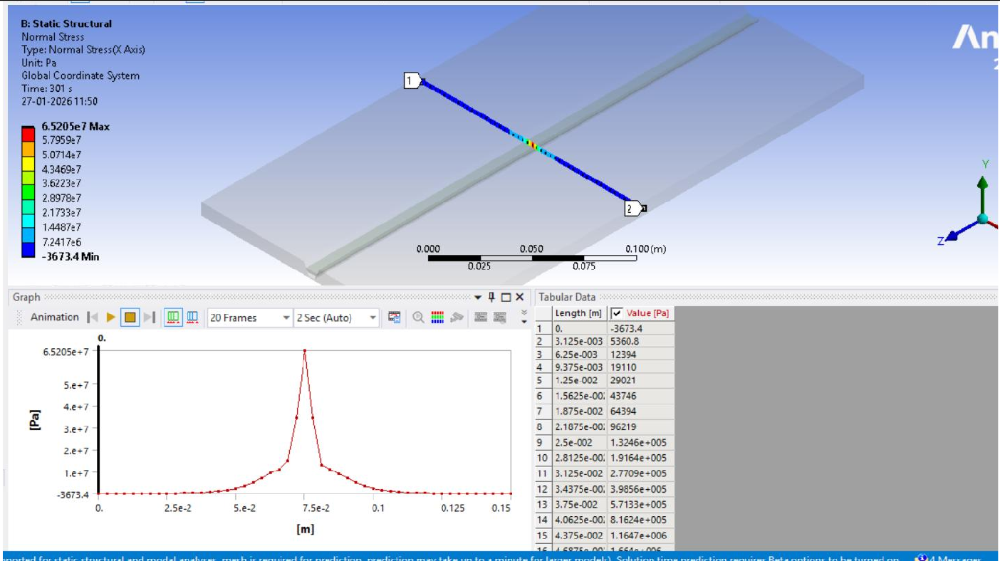 B: Static Structural
Normal Stress
Type: Normal Stress(X Axis)
Unit: Pa
Global Coordinate System
Time: 301 s
27-01-2026 11:50
6.5205e7 Max
5.7959e7
5.0714e7
4.3469e7
3.6223e7
2.8978e7
2.1733e7
1.4487e7
7.2417e6
-3673.4 Min
1
2
An
Y
Z
0.000 0.050 0.100 (m)
0.025 0.075
Graph
Animation 20 Frames 2 Sec (Auto)
0.
6.5205e+7
5.e+7
4.e+7
3.e+7
2.e+7
1.e+7
-3673.4
[Pa]
0. 2.5e-2 5.e-2 7.5e-2 0.1 0.125 0.15
[m]
Tabular Data
Length [m] Value [Pa]
1 0. -3673.4
2 3.125e-003 5360.8
3 6.25e-003 12394
4 9.375e-003 19110
5 1.25e-002 29021
6 1.5625e-00 43746
7 1.875e-002 64394
8 2.1875e-00 96219
9 2.5e-002 1.3246e+005
10 2.8125e-00 1.9164e+005
11 3.125e-002 2.7709e+005
12 3.4375e-00 3.9856e+005
13 3.75e-002 5.7133e+005
14 4.0625e-00 8.1624e+005
15 4.375e-002 1.1647e+006
for static structural and modal analyses, mesh is required for prediction, prediction may take up to a minute for larger models). Solution time prediction requires Beta options to be turned on 4 Messages